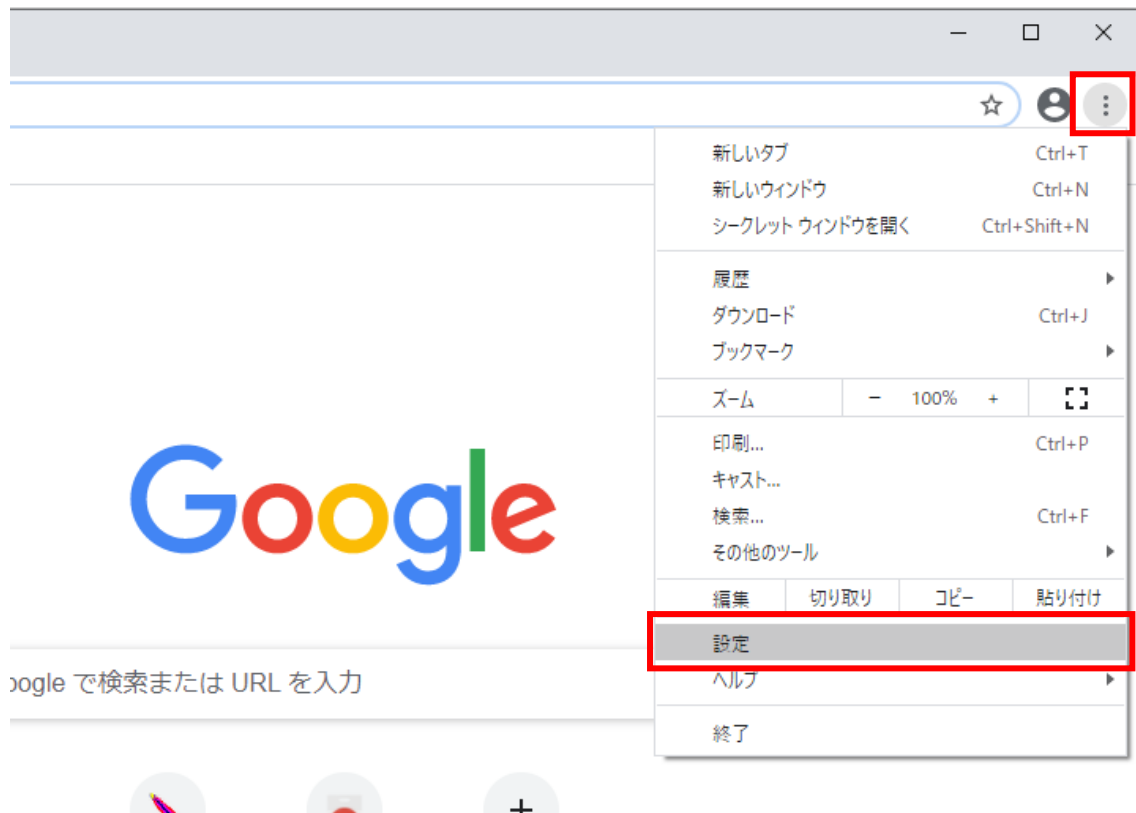 新しいタブ Ctrl+T
新しいウィンドウ Ctrl+N
シークレット ウィンドウを開く Ctrl+Shift+N
履歴
ダウンロード Ctrl+J
ブックマーク
ズーム - 100% +
印刷... Ctrl+P
キャスト...
検索... Ctrl+F
その他のツール
編集 切り取り コピー 貼り付け
設定
ヘルプ
終了
Google
oogle で検索または URL を入力